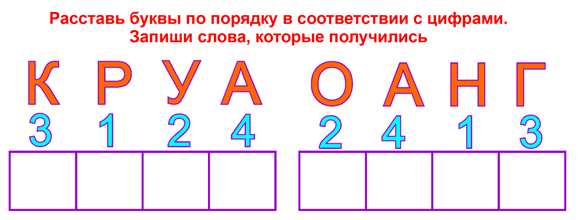 Расставь буквы по порядку в соответствии с цифрами.
Запиши слова, которые получились
К Р У А О А Н Г
3 1 2 4 2 4 1 3